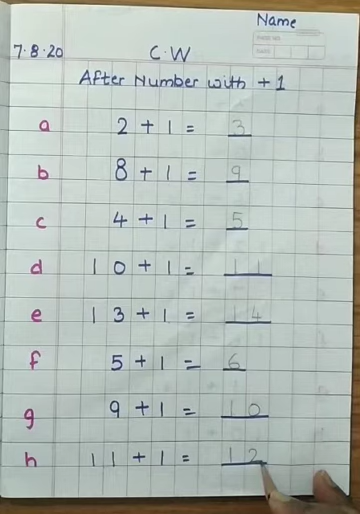 Name
7.8.20 C.W
After Number with +1
a 2 + 1 = 3
b 8 + 1 = 9
c 4 + 1 = 5
d 10 + 1 = 11
e 13 + 1 = 14
f 5 + 1 = 6
g 9 + 1 = 10
h 11 + 1 = 12